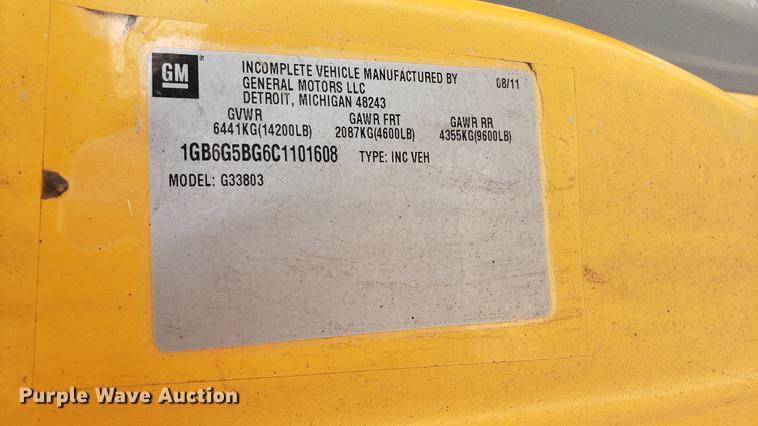 GM
INCOMPLETE VEHICLE MANUFACTURED BY 08/11
GENERAL MOTORS LLC
DETROIT, MICHIGAN 48243
GVWR GAWR FRT GAWR RR
6441KG(14200LB) 2087KG(4600LB) 4355KG(9600LB)
1GB6G5BG6C1101608 TYPE: INC VEH
MODEL: G33803
Purple Wave Auction